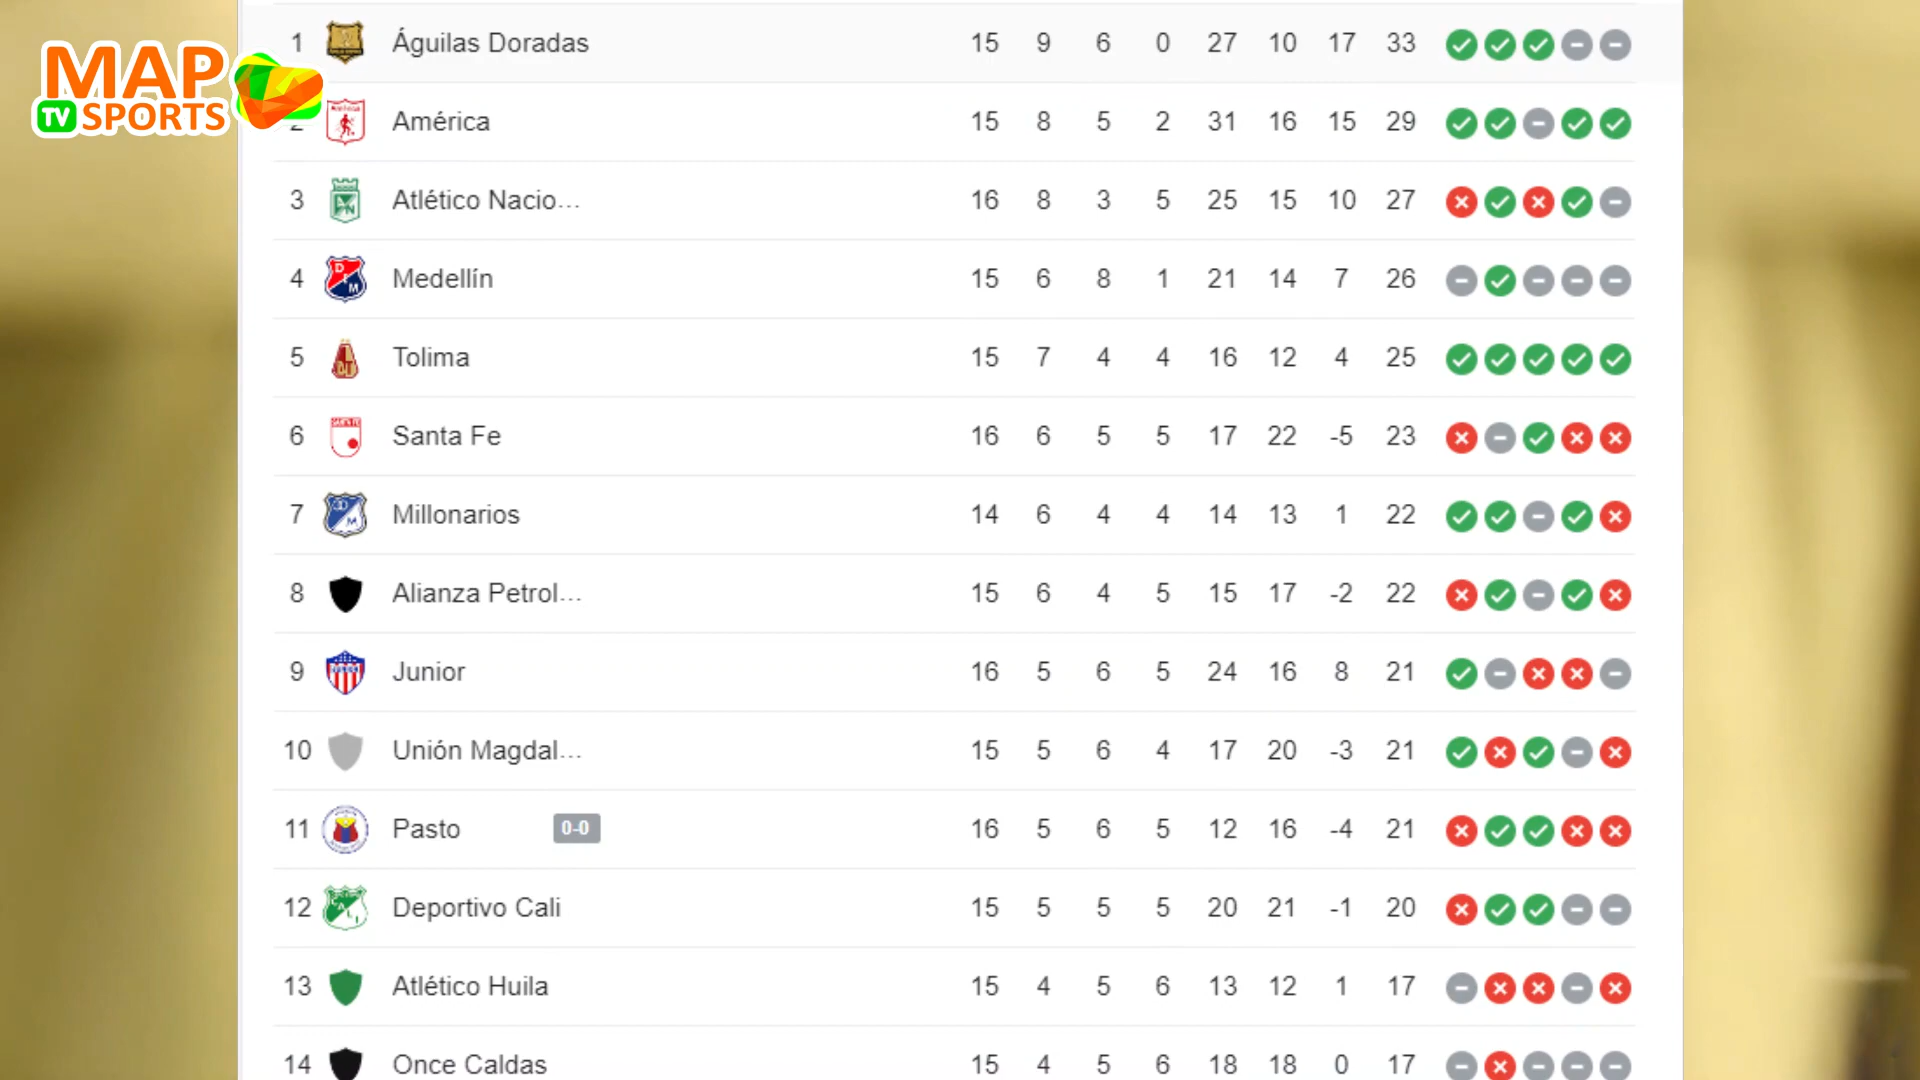 MAP
TV SPORTS
1 Águilas Doradas 15 9 6 0 27 10 17 33
2 América 15 8 5 2 31 16 15 29
3 Atlético Nacio... 16 8 3 5 25 15 10 27
4 Medellín 15 6 8 1 21 14 7 26
5 Tolima 15 7 4 4 16 12 4 25
6 Santa Fe 16 6 5 5 17 22 -5 23
7 Millonarios 14 6 4 4 14 13 1 22
8 Alianza Petrol... 15 6 4 5 15 17 -2 22
9 Junior 16 5 6 5 24 16 8 21
10 Unión Magdal... 15 5 6 4 17 20 -3 21
11 Pasto 0-0 16 5 6 5 12 16 -4 21
12 Deportivo Cali 15 5 5 5 20 21 -1 20
13 Atlético Huila 15 4 5 6 13 12 1 17
14 Once Caldas 15 4 5 6 18 18 0 17